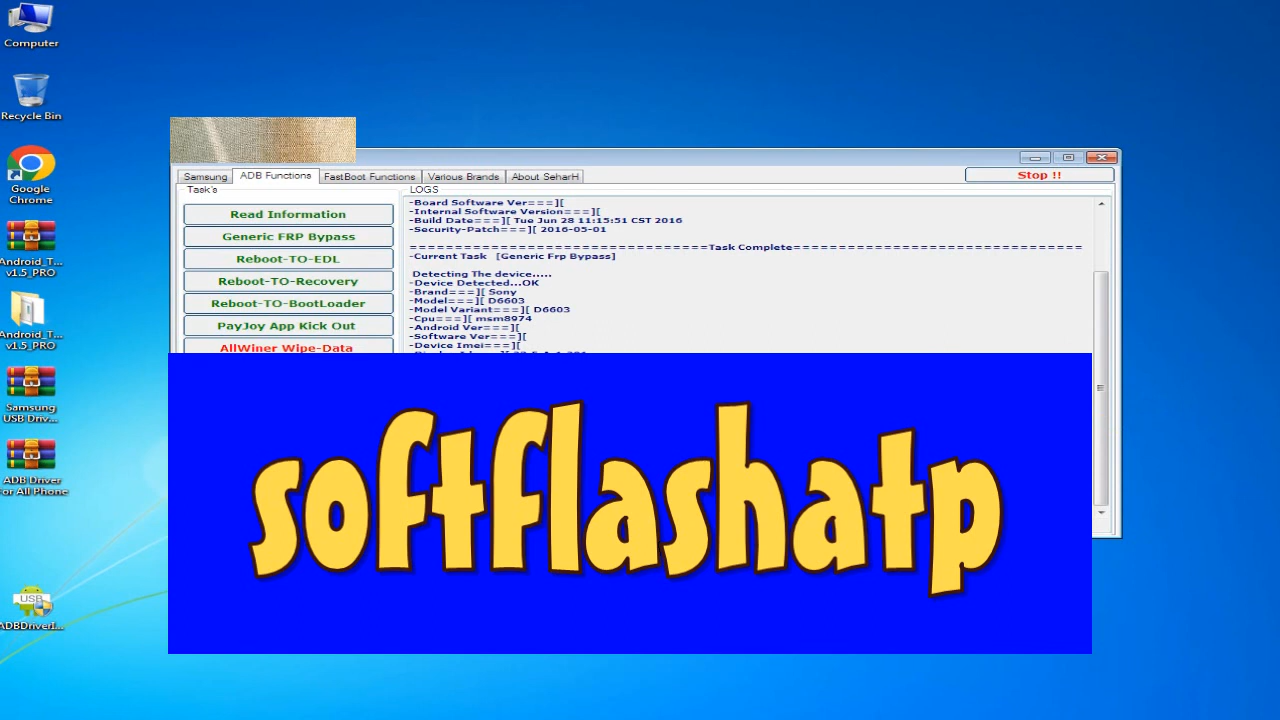 Computer
Recycle Bin
Google
Chrome
Android_T...
v1.5_PRO
Android_T...
v1.5_PRO
Samsung
USB Driv...
ADB Driver
or All Phone
USB
ADBDriverI...
Samsung
ADB Functions
FastBoot Functions
Various Brands
About SeharH
Stop !!
Task's
Read Information
Generic FRP Bypass
Reboot-TO-EDL
Reboot-TO-Recovery
Reboot-TO-BootLoader
PayJoy App Kick Out
AllWiner Wipe-Data
LOGS
-Board Software Ver===][
-Internal Software Version===][
-Build Date===][ Tue Jun 28 11:15:51 CST 2016
-Security-Patch===][ 2016-05-01
================================Task Complete===============================
-Current Task   [Generic Frp Bypass]
Detecting The device.....
-Device Detected...OK
-Brand===][ Sony
-Model===][ D6603
-Model Variant===][ D6603
-Cpu===][ msm8974
-Android Ver===][
-Software Ver===][
-Device Imei===][
softflashatp